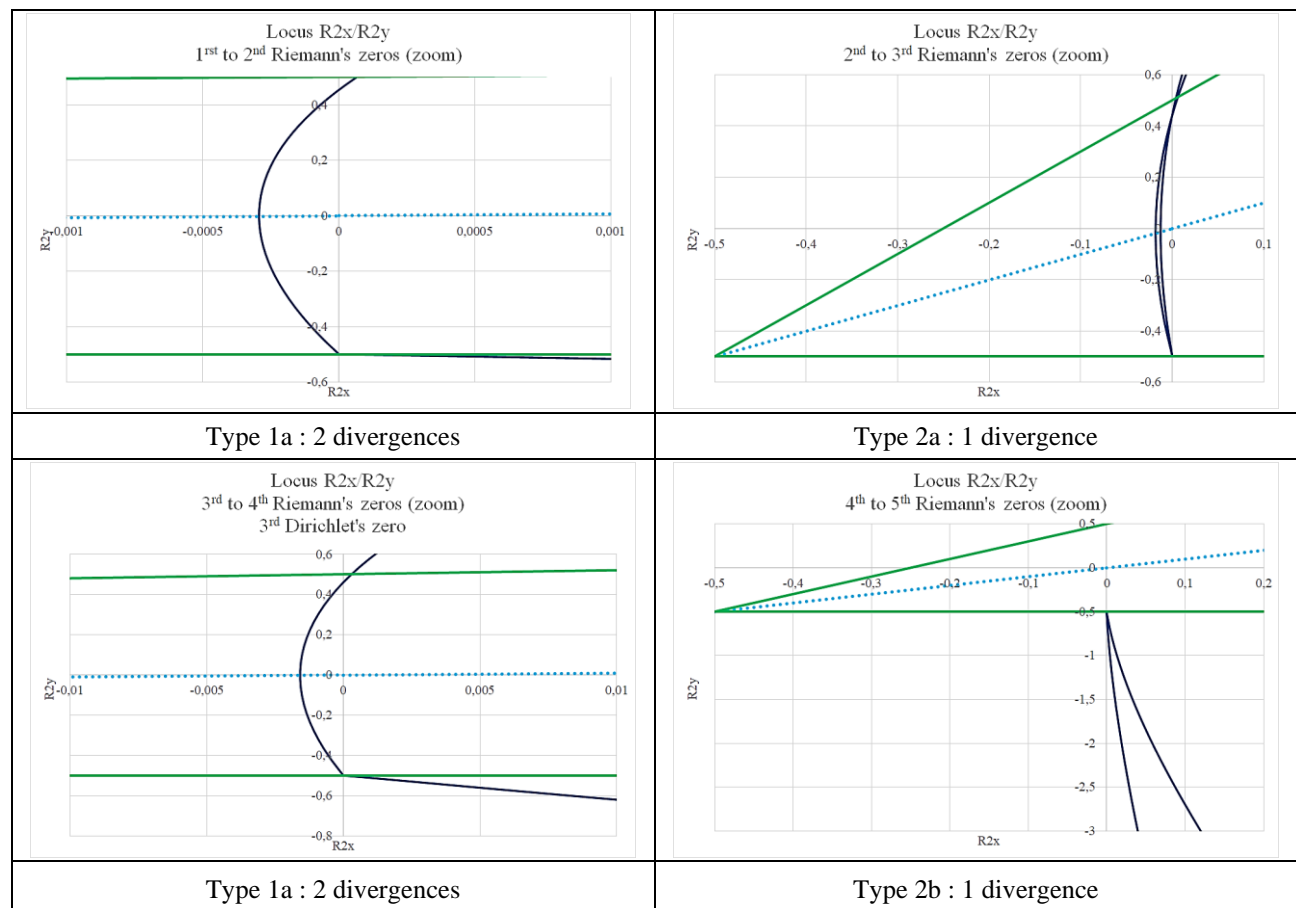 Locus R2x/R2y
1rst to 2nd Riemann's zeros (zoom)
0,4
0,2
0
-0,001
-0,0005
0
0,0005
0,001
-0,2
-0,4
-0,6
R2y
R2x
Locus R2x/R2y
2nd to 3rd Riemann's zeros (zoom)
0,6
0,4
0,2
0
-0,5
-0,4
-0,3
-0,2
-0,1
0
0,1
-0,2
-0,4
-0,6
R2y
R2x
Type 1a : 2 divergences
Type 2a : 1 divergence
Locus R2x/R2y
3rd to 4th Riemann's zeros (zoom)
3rd Dirichlet's zero
0,6
0,4
0,2
0
-0,01
-0,005
0
0,005
0,01
-0,2
-0,4
-0,6
-0,8
R2y
R2x
Locus R2x/R2y
4th to 5th Riemann's zeros (zoom)
0,5
0
-0,5
-0,4
-0,3
-0,2
-0,1
0
0,1
0,2
-0,5
-1
-1,5
-2
-2,5
-3
R2y
R2x
Type 1a : 2 divergences
Type 2b : 1 divergence